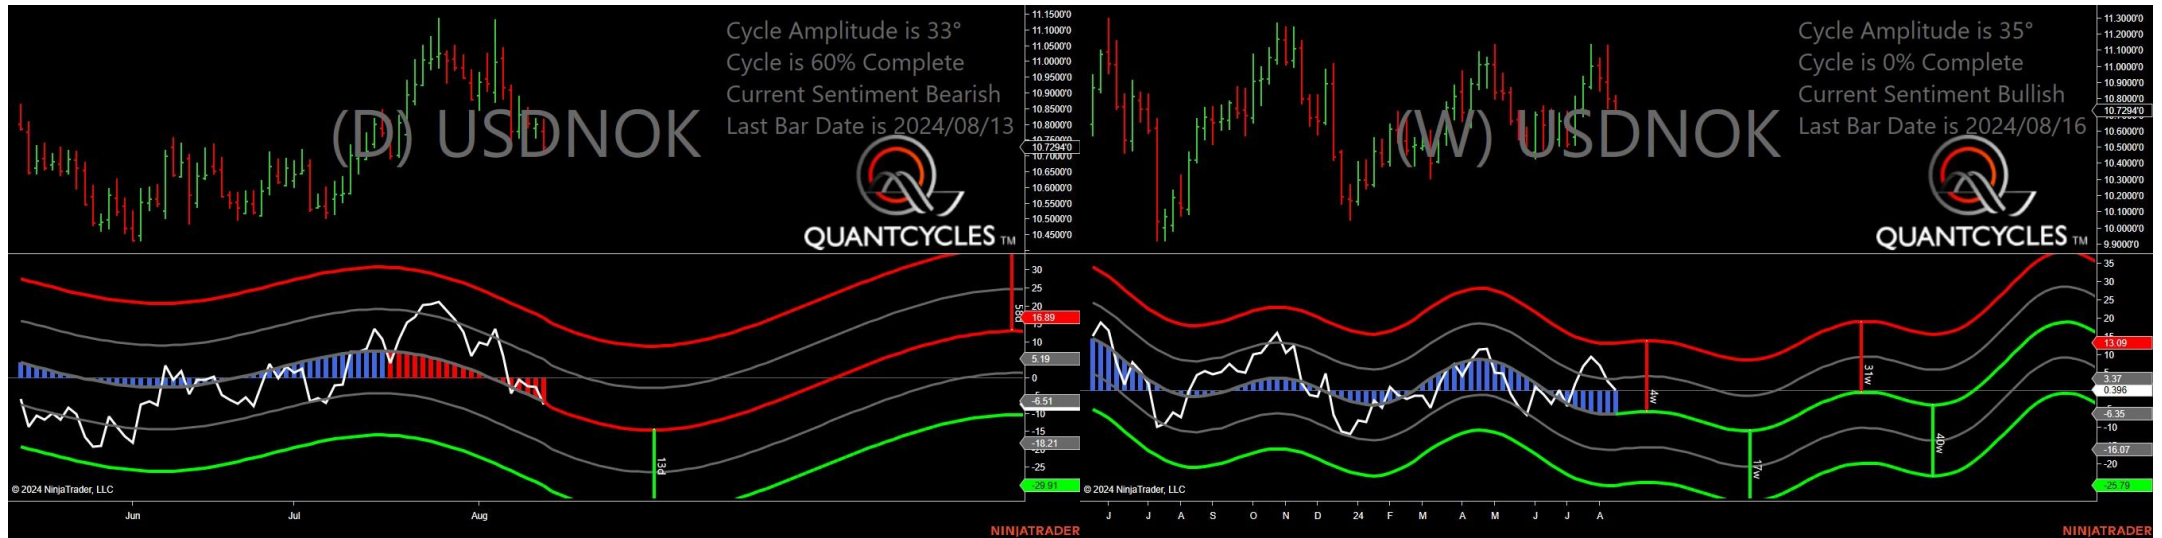 Cycle Amplitude is 33°
Cycle is 60% Complete
Current Sentiment Bearish
Last Bar Date is 2024/08/13
(D) USDNOK
QUANTCYCLES TM
11.1500'0
11.1000'0
11.0500'0
11.0000'0
10.9500'0
10.9000'0
10.8500'0
10.8000'0
10.7294'0
10.7000'0
10.6500'0
10.6000'0
10.5500'0
10.5000'0
10.4500'0
30
25
20
58d
16.89
10
5.19
0
-6.51
-10
-15
-18.21
-25
-29.91
13d
© 2024 NinjaTrader, LLC
Jun
Jul
Aug
NINJATRADER
Cycle Amplitude is 35°
Cycle is 0% Complete
Current Sentiment Bullish
Last Bar Date is 2024/08/16
(W) USDNOK
QUANTCYCLES TM
11.3000'0
11.2000'0
11.1000'0
11.0000'0
10.9000'0
10.8000'0
10.7294'0
10.6000'0
10.5000'0
10.4000'0
10.3000'0
10.2000'0
10.1000'0
10.0000'0
9.9000'0
35
30
25
20
15
13.09
10
3.37
0.396
-6.35
-10
-16.07
-20
-25.79
4w
17w
31w
40w
© 2024 NinjaTrader, LLC
J
J
A
S
O
N
D
24
F
M
A
M
J
J
A
NINJATRADER